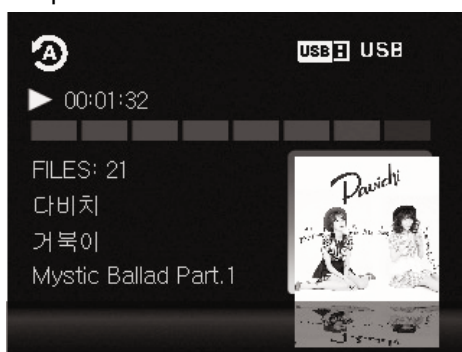 A
USB USB
00:01:32
FILES: 21
다비치
거북이
Mystic Ballad Part.1
Davichi